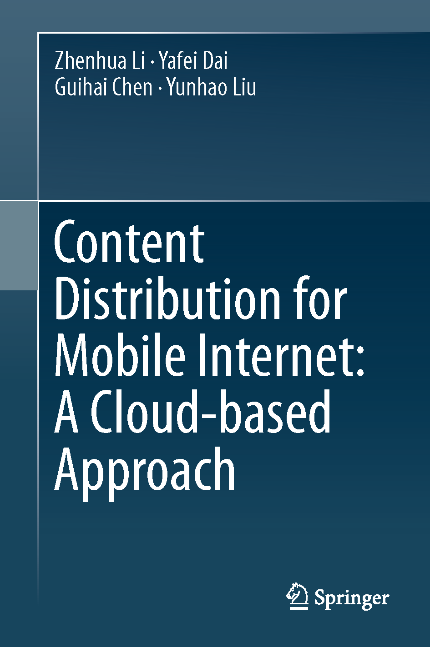 Zhenhua Li · Yafei Dai
Guihai Chen · Yunhao Liu
Content
Distribution for
Mobile Internet:
A Cloud-based
Approach
Springer